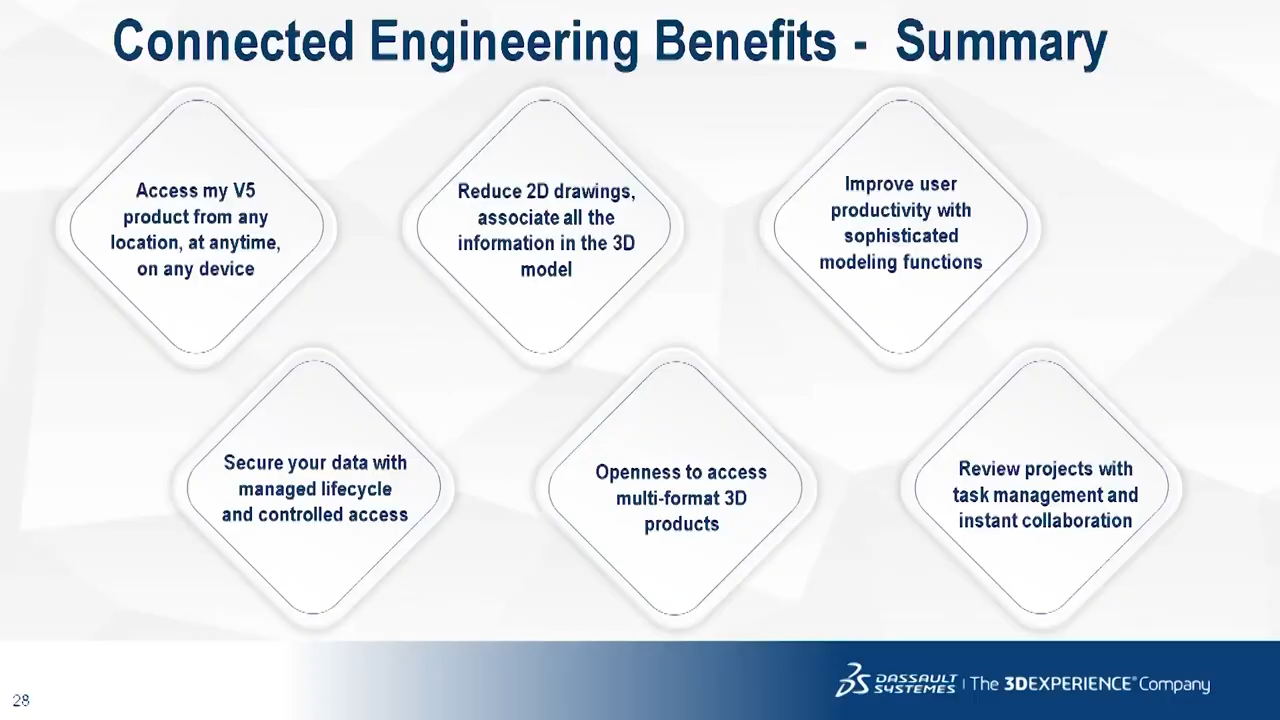 Connected Engineering Benefits - Summary
Access my V5
product from any
location, at anytime,
on any device
Reduce 2D drawings,
associate all the
information in the 3D
model
Improve user
productivity with
sophisticated
modeling functions
Secure your data with
managed lifecycle
and controlled access
Openness to access
multi-format 3D
products
Review projects with
task management and
instant collaboration
28
DASSAULT
SYSTEMES
The 3DEXPERIENCE® Company